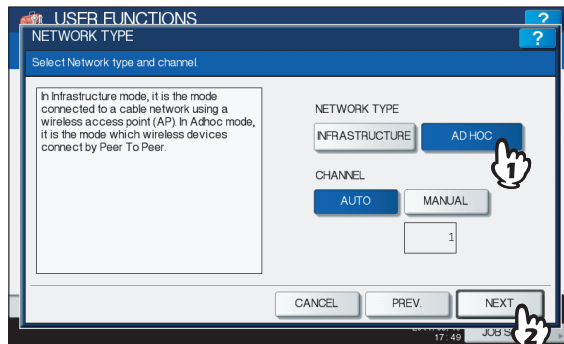 USER FUNCTIONS
?
NETWORK TYPE
?
Select Network type and channel.
In Infrastructure mode, it is the mode
connected to a cable network using a
wireless access point (AP). In Adhoc mode,
it is the mode which wireless devices
connect by Peer To Peer.
NETWORK TYPE
INFRASTRUCTURE
AD HOC
1
CHANNEL
AUTO
MANUAL
1
CANCEL
PREV.
NEXT
2
17:49
JOB S